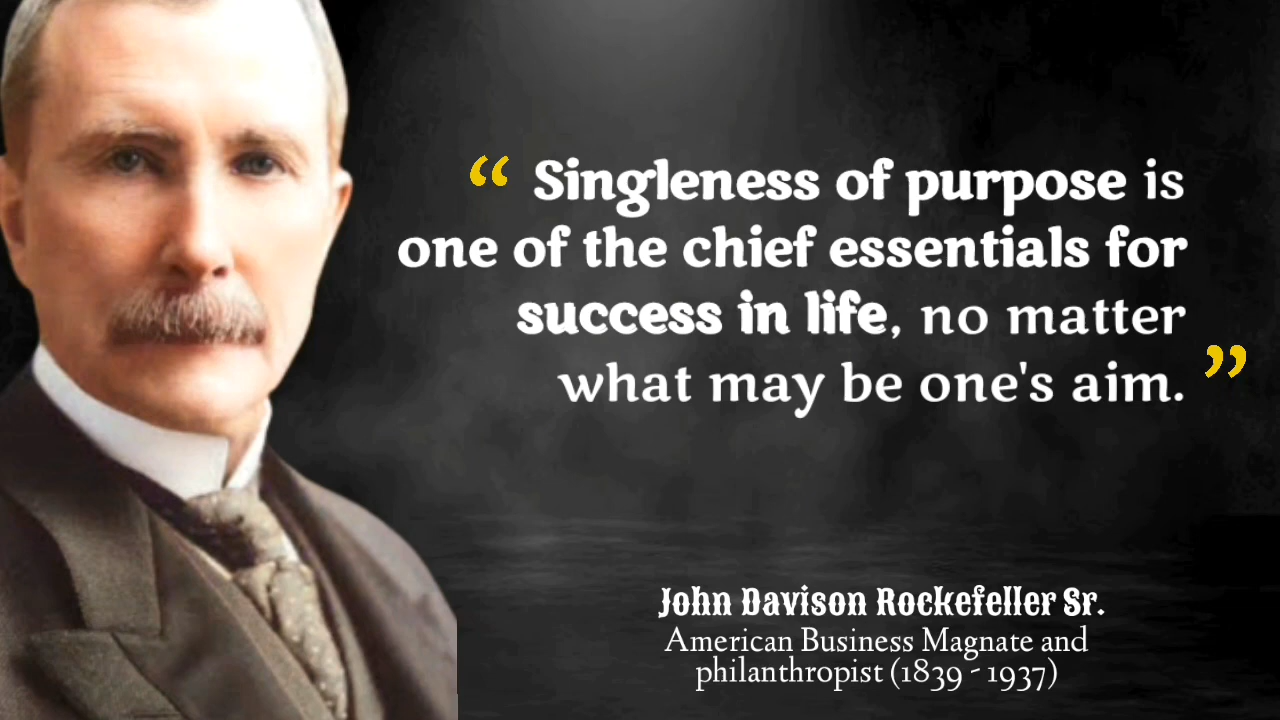 “ Singleness of purpose is
one of the chief essentials for
success in life, no matter
what may be one's aim. ”
John Davison Rockefeller Sr.
American Business Magnate and
philanthropist (1839 - 1937)